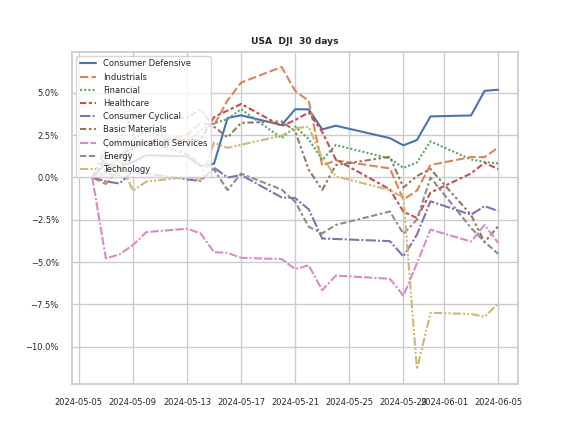 USA DJI 30 days
Consumer Defensive
Industrials
Financial
Healthcare
Consumer Cyclical
Basic Materials
Communication Services
Energy
Technology
5.0%
2.5%
0.0%
−2.5%
−5.0%
−7.5%
−10.0%
2024-05-05 2024-05-09 2024-05-13 2024-05-17 2024-05-21 2024-05-25 2024-05-29 2024-06-01 2024-06-05